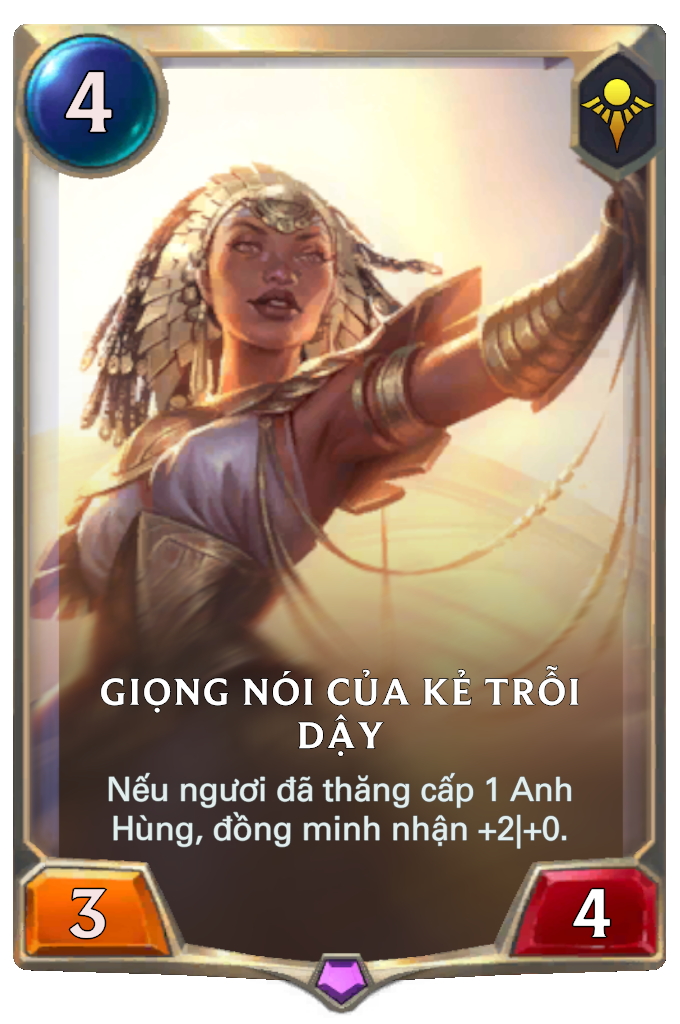 4
GIỌNG NÓI CỦA KẺ TRỖI
DẬY
Nếu ngươi đã thăng cấp 1 Anh
Hùng, đồng minh nhận +2|+0.
3
4